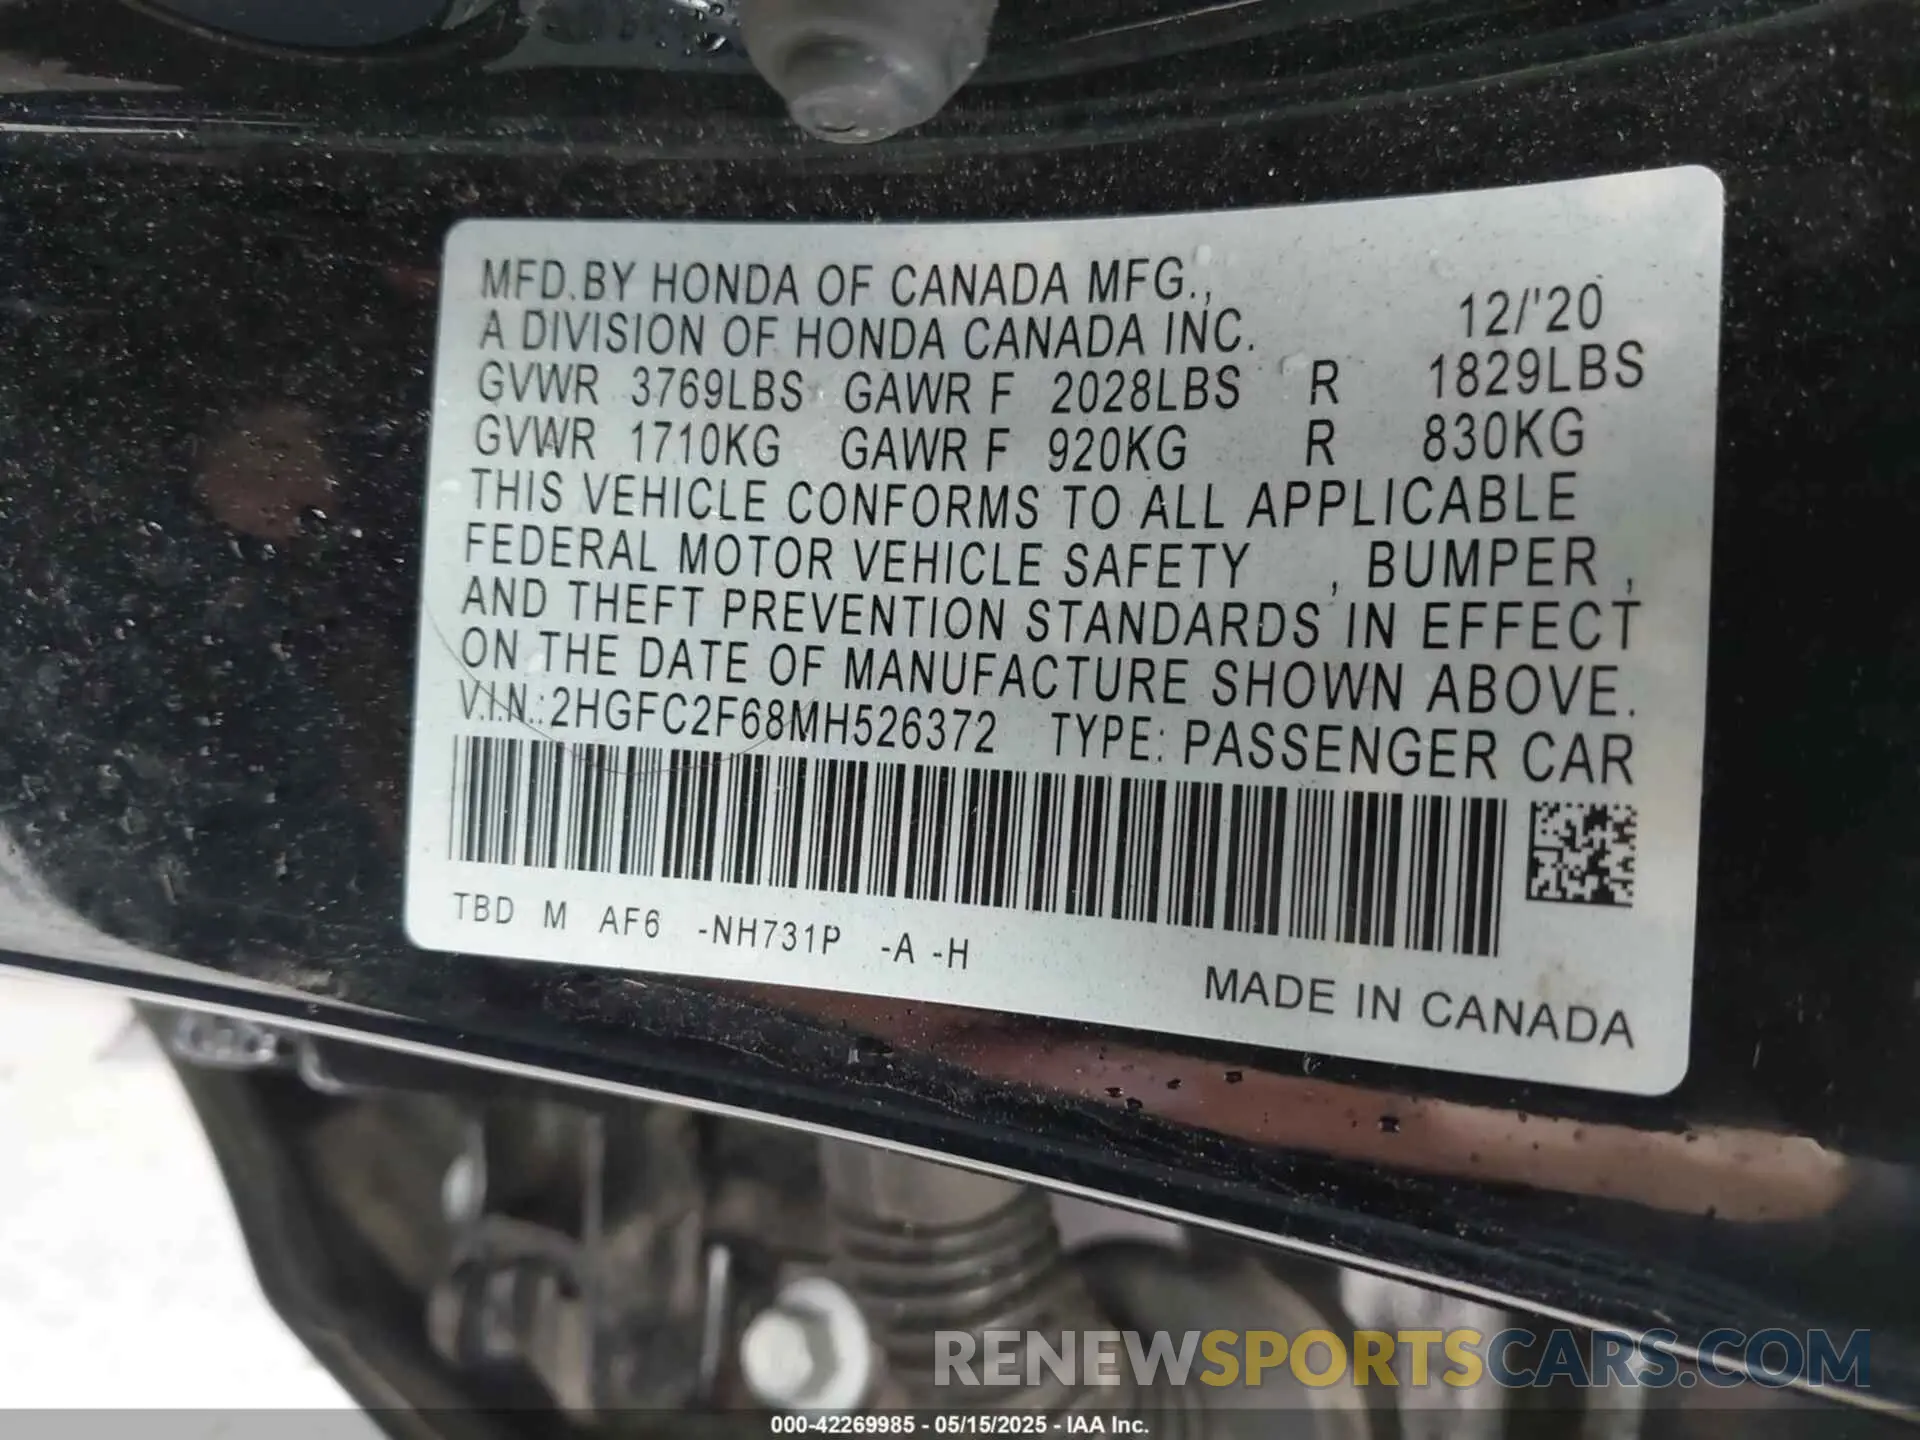 MFD.BY HONDA OF CANADA MFG.,
A DIVISION OF HONDA CANADA INC. 12/'20
GVWR 3769LBS GAWR F 2028LBS R 1829LBS
GVWR 1710KG GAWR F 920KG R 830KG
THIS VEHICLE CONFORMS TO ALL APPLICABLE
FEDERAL MOTOR VEHICLE SAFETY , BUMPER ,
AND THEFT PREVENTION STANDARDS IN EFFECT
ON THE DATE OF MANUFACTURE SHOWN ABOVE.
V.I.N.:2HGFC2F68MH526372 TYPE: PASSENGER CAR
TBD M AF6 -NH731P -A -H
MADE IN CANADA
RENEWSPORTSCARS.COM
000-42269985 - 05/15/2025 - IAA Inc.